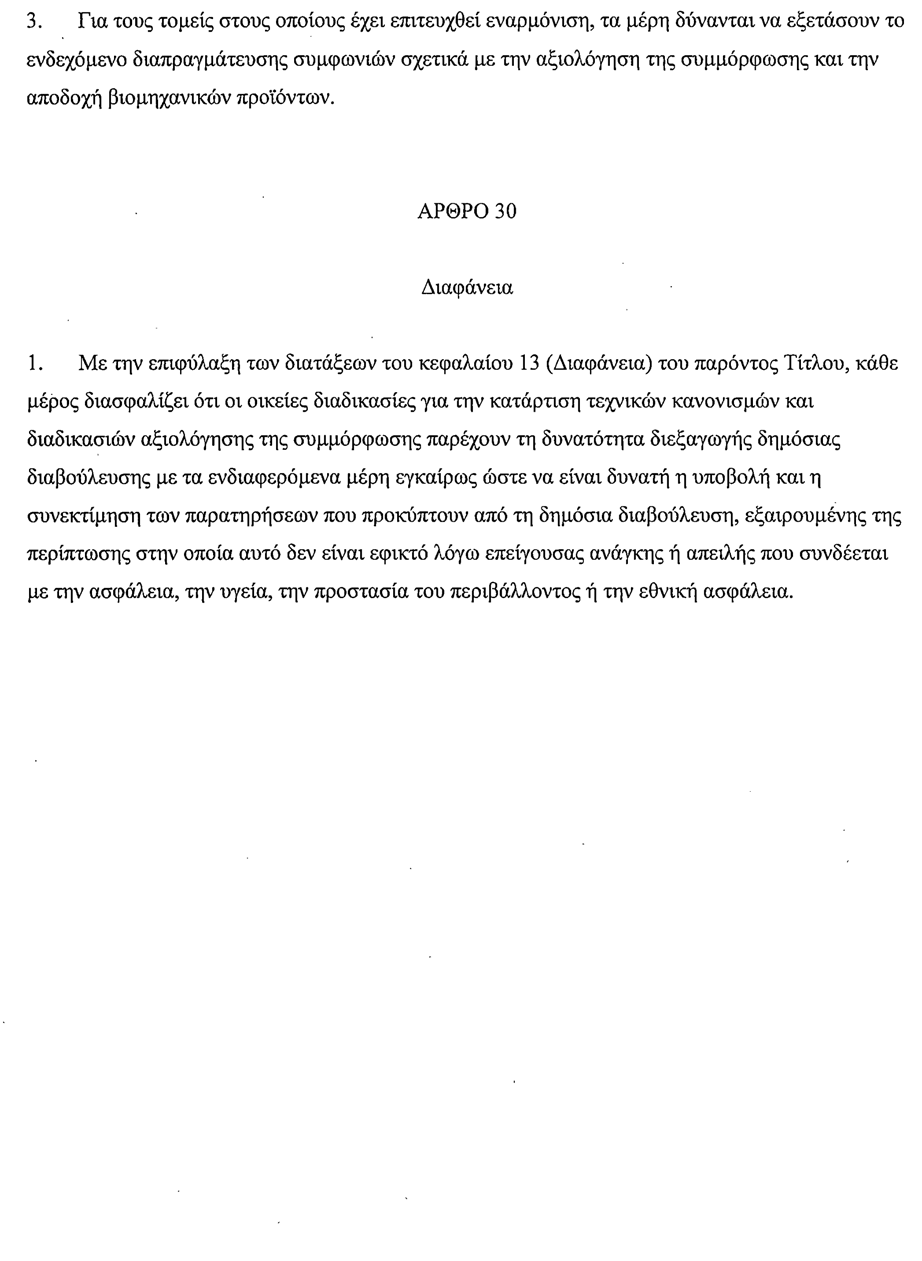 3. Για τους τομείς στους οποίους έχει επιτευχθεί εναρμόνιση, τα μέρη δύνανται να εξετάσουν το
ενδεχόμενο διαπραγμάτευσης συμφωνιών σχετικά με την αξιολόγηση της συμμόρφωσης και την
αποδοχή βιομηχανικών προϊόντων.
ΑΡΘΡΟ 30
Διαφάνεια
1. Με την επιφύλαξη των διατάξεων του κεφαλαίου 13 (Διαφάνεια) του παρόντος Τίτλου, κάθε
μέρος διασφαλίζει ότι οι οικείες διαδικασίες για την κατάρτιση τεχνικών κανονισμών και
διαδικασιών αξιολόγησης της συμμόρφωσης παρέχουν τη δυνατότητα διεξαγωγής δημόσιας
διαβούλευσης με τα ενδιαφερόμενα μέρη εγκαίρως ώστε να είναι δυνατή η υποβολή και η
συνεκτίμηση των παρατηρήσεων που προκύπτουν από τη δημόσια διαβούλευση, εξαιρουμένης της
περίπτωσης στην οποία αυτό δεν είναι εφικτό λόγω επείγουσας ανάγκης ή απειλής που συνδέεται
με την ασφάλεια, την υγεία, την προστασία του περιβάλλοντος ή την εθνική ασφάλεια.